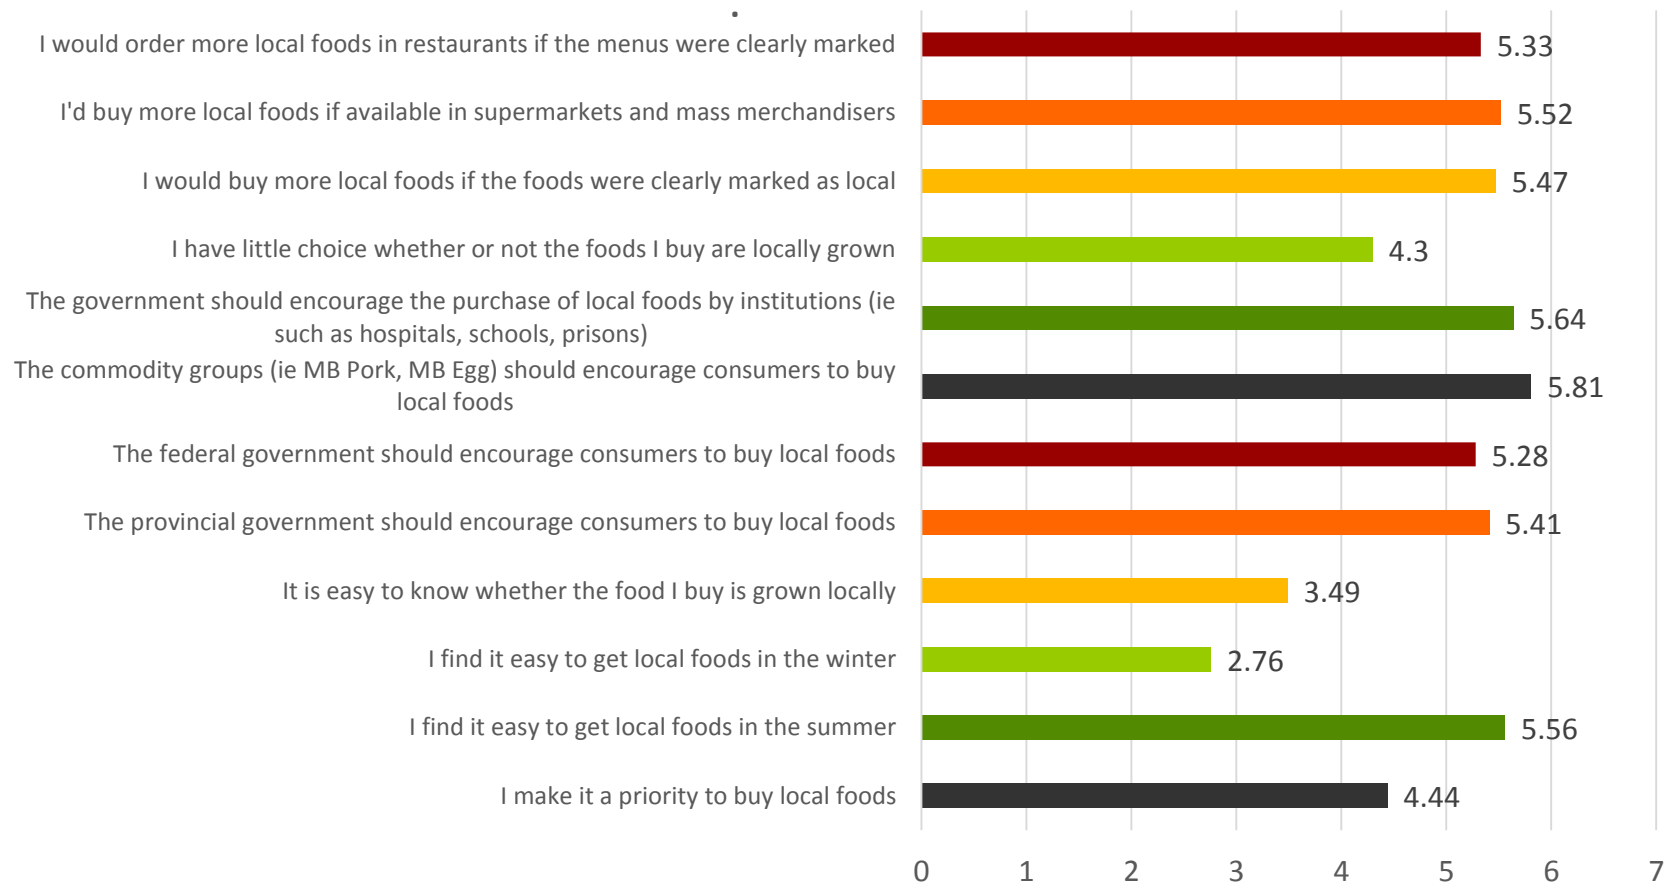 I would order more local foods in restaurants if the menus were clearly marked
5.33
I'd buy more local foods if available in supermarkets and mass merchandisers
5.52
I would buy more local foods if the foods were clearly marked as local
5.47
I have little choice whether or not the foods I buy are locally grown
4.3
The government should encourage the purchase of local foods by institutions (ie
such as hospitals, schools, prisons)
5.64
The commodity groups (ie MB Pork, MB Egg) should encourage consumers to buy
local foods
5.81
The federal government should encourage consumers to buy local foods
5.28
The provincial government should encourage consumers to buy local foods
5.41
It is easy to know whether the food I buy is grown locally
3.49
I find it easy to get local foods in the winter
2.76
I find it easy to get local foods in the summer
5.56
I make it a priority to buy local foods
4.44
0 1 2 3 4 5 6 7